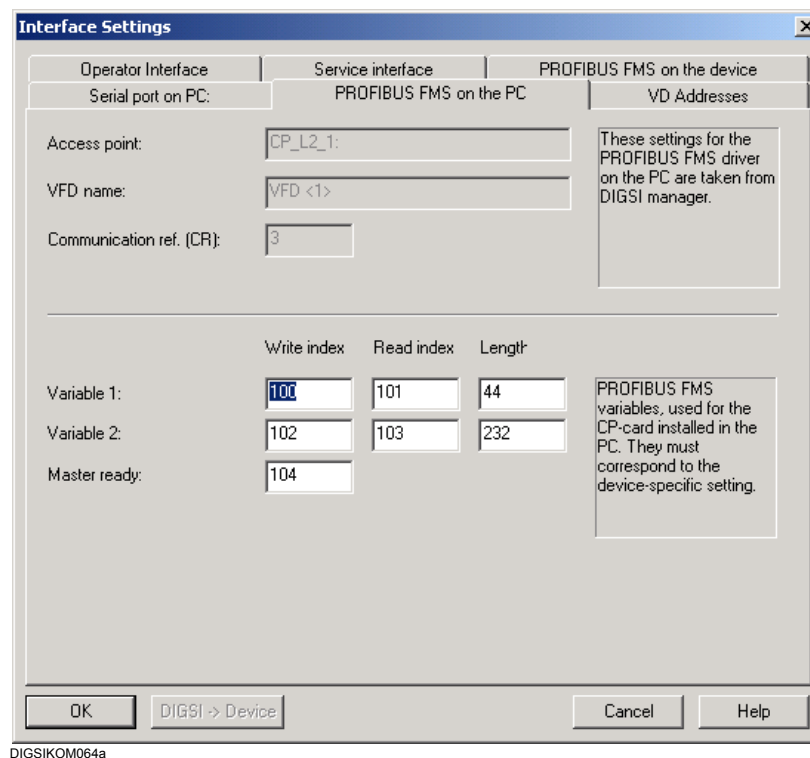 Interface Settings
Operator Interface
Service interface
PROFIBUS FMS on the device
Serial port on PC:
PROFIBUS FMS on the PC
VD Addresses
Access point:
CP_L2_1:
VFD name:
VFD <1>
Communication ref. (CR):
3
These settings for the
PROFIBUS FMS driver
on the PC are taken from
DIGSI manager.
Write index
Read index
Length
Variable 1:
100
101
44
Variable 2:
102
103
232
Master ready:
104
PROFIBUS FMS
variables, used for the
CP-card installed in the
PC. They must
correspond to the
device-specific setting.
OK
DIGSI -> Device
Cancel
Help
DIGSIKOM064a